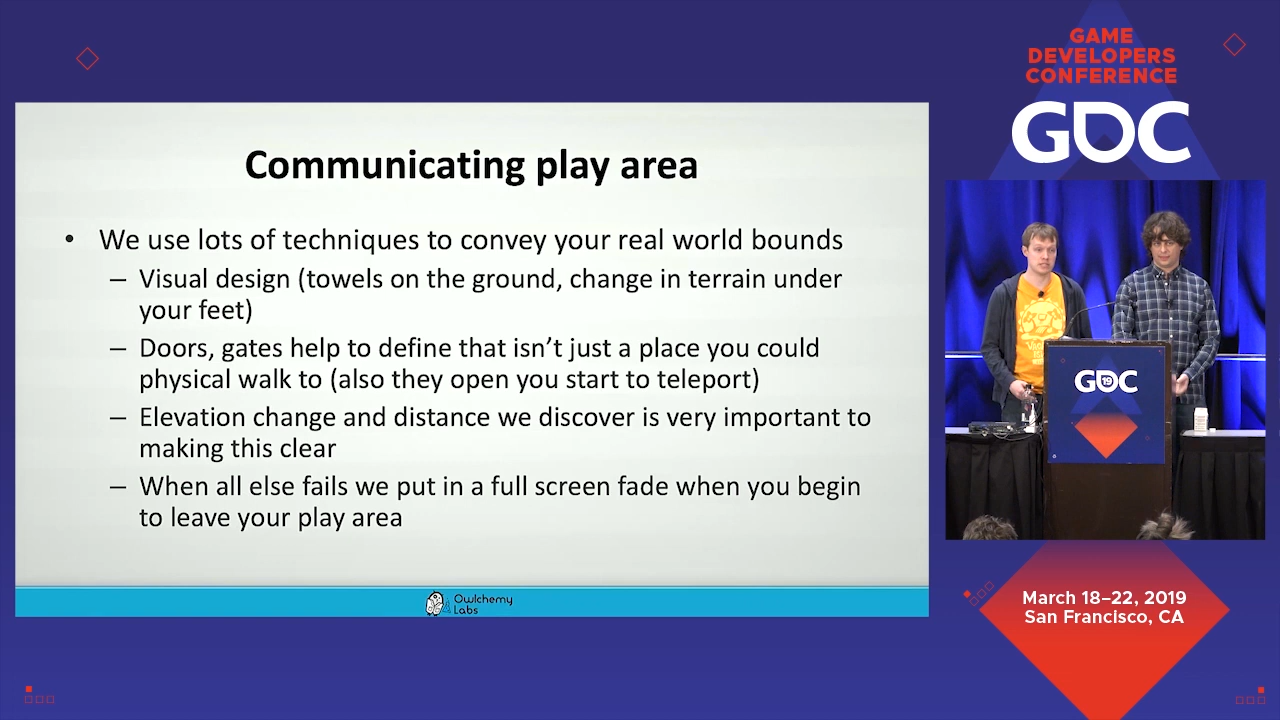 GAME
DEVELOPERS
CONFERENCE
GDC
Communicating play area
• We use lots of techniques to convey your real world bounds
– Visual design (towels on the ground, change in terrain under
your feet)
– Doors, gates help to define that isn't just a place you could
physical walk to (also they open you start to teleport)
– Elevation change and distance we discover is very important to
making this clear
– When all else fails we put in a full screen fade when you begin
to leave your play area
Owlchemy
Labs
GDC
19
March 18–22, 2019
San Francisco, CA